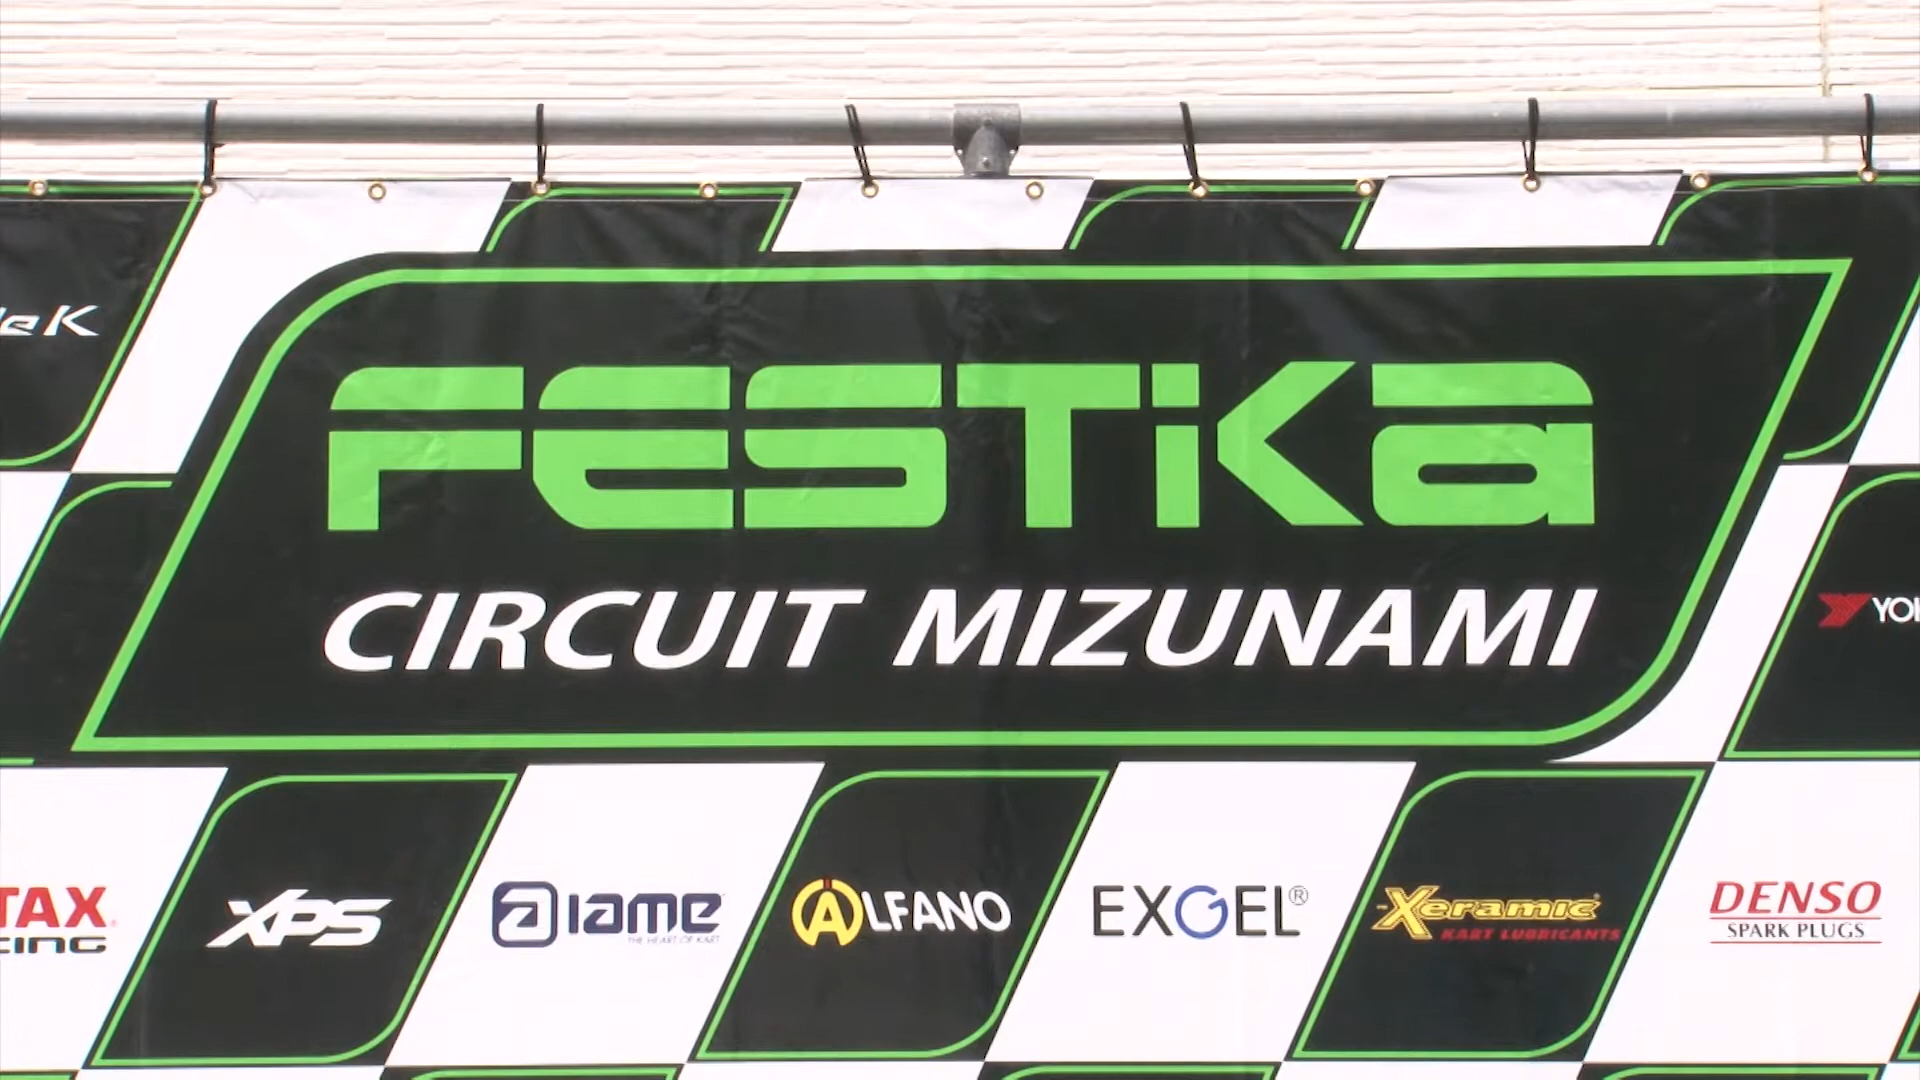 FESTIKA
CIRCUIT MIZUNAMI
XPS
IAME
THE HEART OF KART
ALFANO
EXGEL®
Xeramic
KART LUBRICANTS
DENSO
SPARK PLUGS